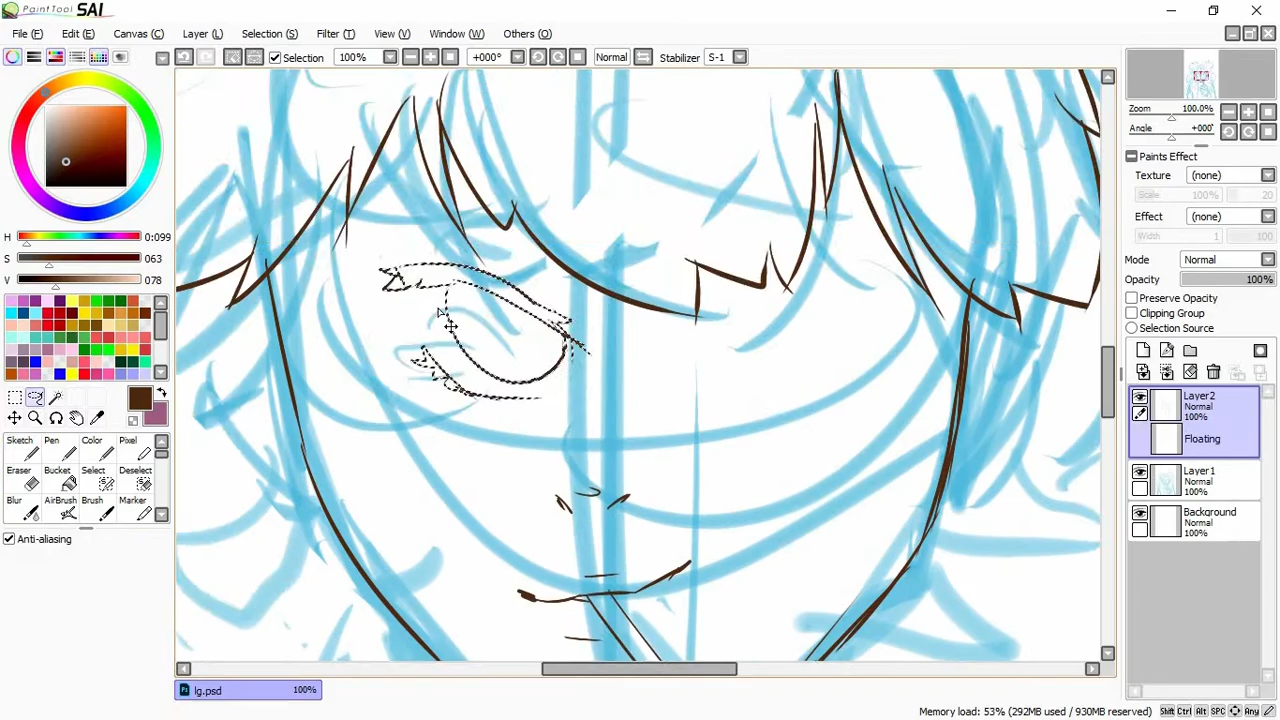 PaintTool SAI
File (F) Edit (E) Canvas (C) Layer (L) Selection (S) Filter (T) View (V) Window (W) Others (O)
Selection 100% +000° Normal Stabilizer S-1
Zoom 100.0%
Angle +000°
Paints Effect
Texture (none)
Scale 100% 20
Effect (none)
Width 1 100
Mode Normal
Opacity 100%
Preserve Opacity
Clipping Group
Selection Source
Layer2
Normal
100%
Floating
Layer1
Normal
100%
Background
Normal
100%
H 0:099
S 063
V 078
Sketch Pen Color Pixel
Eraser Bucket Select Deselect
Blur AirBrush Brush Marker
Anti-aliasing
lg.psd 100%
Memory load: 53% (292MB used / 930MB reserved) Shift Ctrl Alt SPC Any